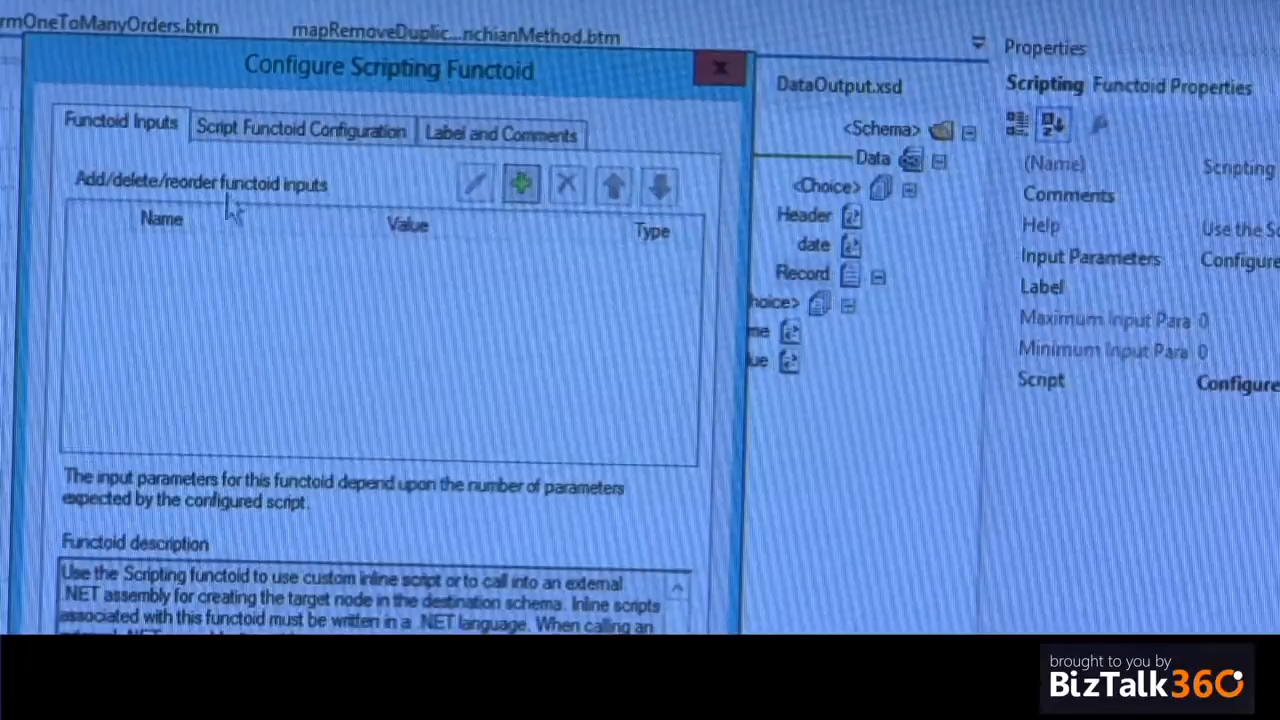 rmOneToManyOrders.btm
mapRemoveDuplic...nchianMethod.btm
Configure Scripting Functoid
Functoid Inputs
Script Functoid Configuration
Label and Comments
Add/delete/reorder functoid inputs
Name
Value
Type
The input parameters for this functoid depend upon the number of parameters
expected by the configured script.
Functoid description
Use the Scripting functoid to use custom inline script or to call into an external
.NET assembly for creating the target node in the destination schema. Inline scripts
associated with this functoid must be written in a .NET language. When calling an
DataOutput.xsd
<Schema>
Data
<Choice>
Header
date
Record
hoice>
me
ue
Properties
Scripting Functoid Properties
(Name) Scripting
Comments
Help Use the Sc
Input Parameters Configure
Label
Maximum Input Para 0
Minimum Input Para 0
Script Configure
brought to you by
BizTalk360